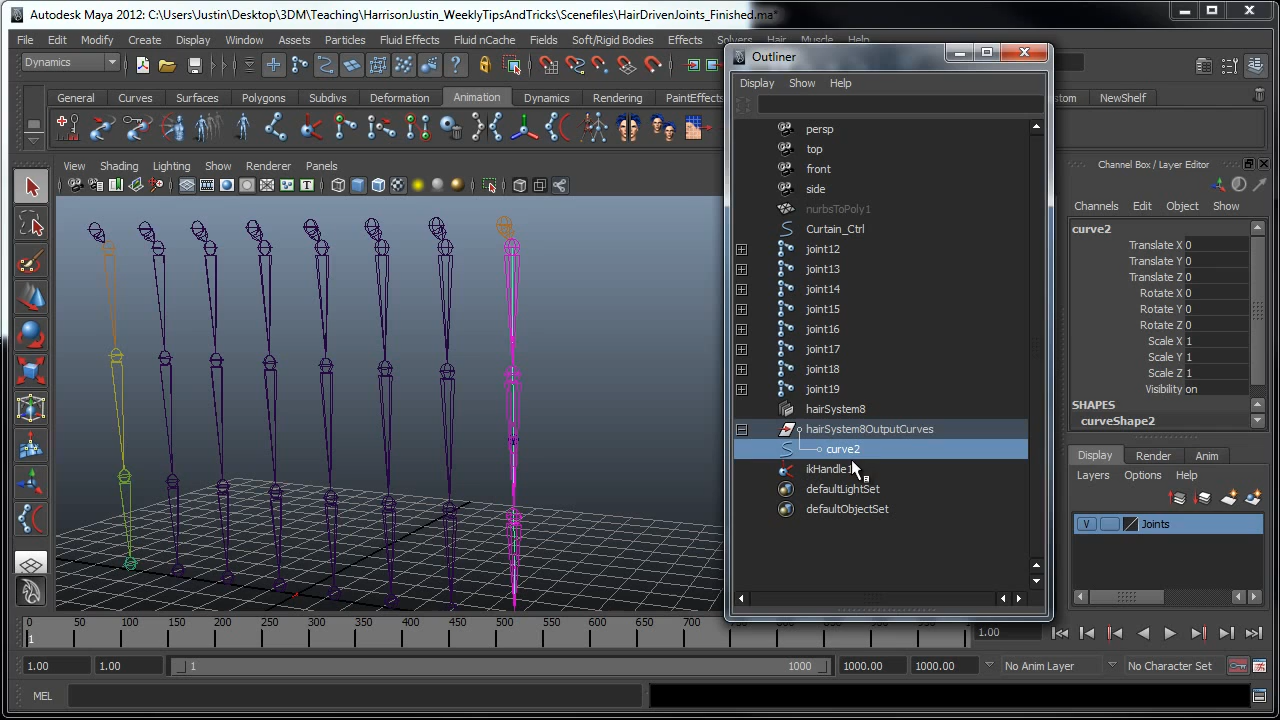 Autodesk Maya 2012: C:\Users\Justin\Desktop\3DM\Teaching\HarrisonJustin_WeeklyTipsAndTricks\Scenefiles\HairDrivenJoints_Finished.ma*
File Edit Modify Create Display Window Assets Particles Fluid Effects Fluid nCache Fields Soft/Rigid Bodies Effects Solvers Hair Muscle Help
Dynamics
General Curves Surfaces Polygons Subdivs Deformation Animation Dynamics Rendering PaintEffects
NewShelf
View Shading Lighting Show Renderer Panels
Outliner
Display Show Help
persp
top
front
side
nurbsToPoly1
Curtain_Ctrl
joint12
joint13
joint14
joint15
joint16
joint17
joint18
joint19
hairSystem8
hairSystem8OutputCurves
curve2
ikHandle1
defaultLightSet
defaultObjectSet
Channel Box / Layer Editor
Channels Edit Object Show
curve2
Translate X 0
Translate Y 0
Translate Z 0
Rotate X 0
Rotate Y 0
Rotate Z 0
Scale X 1
Scale Y 1
Scale Z 1
Visibility on
SHAPES
curveShape2
Display Render Anim
Layers Options Help
V Joints
0 50 100 150 200 250 300 350 400 450 500 550 600 650 700 750
1
1.00
1.00 1.00 1 1000 1000.00 1000.00 No Anim Layer No Character Set
MEL